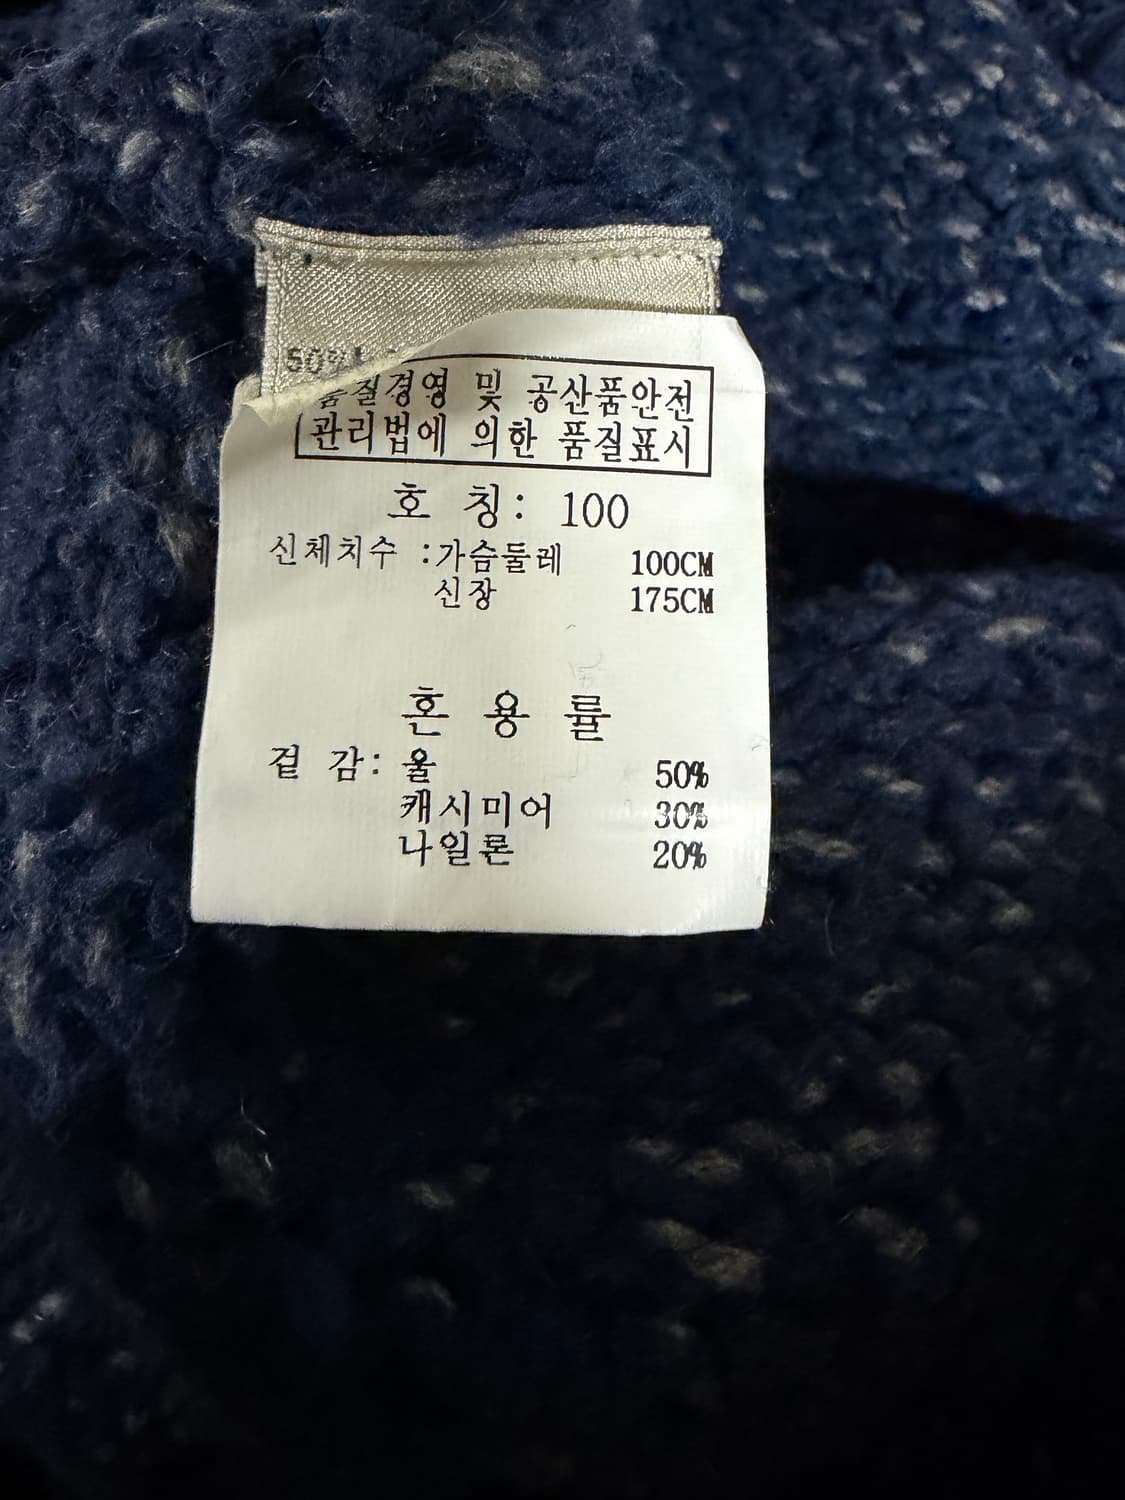 50%
품질경영 및 공산품안전
관리법에 의한 품질표시
호 칭: 100
신체치수 :가슴둘레 100CM
신장 175CM
혼 용 률
겉 감: 울 50%
캐시미어 30%
나일론 20%